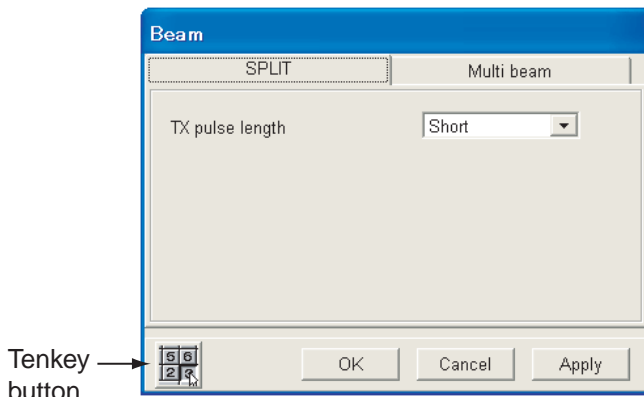 Beam
SPLIT Multi beam
TX pulse length Short
Tenkey
button
5 6
2 3
OK Cancel Apply